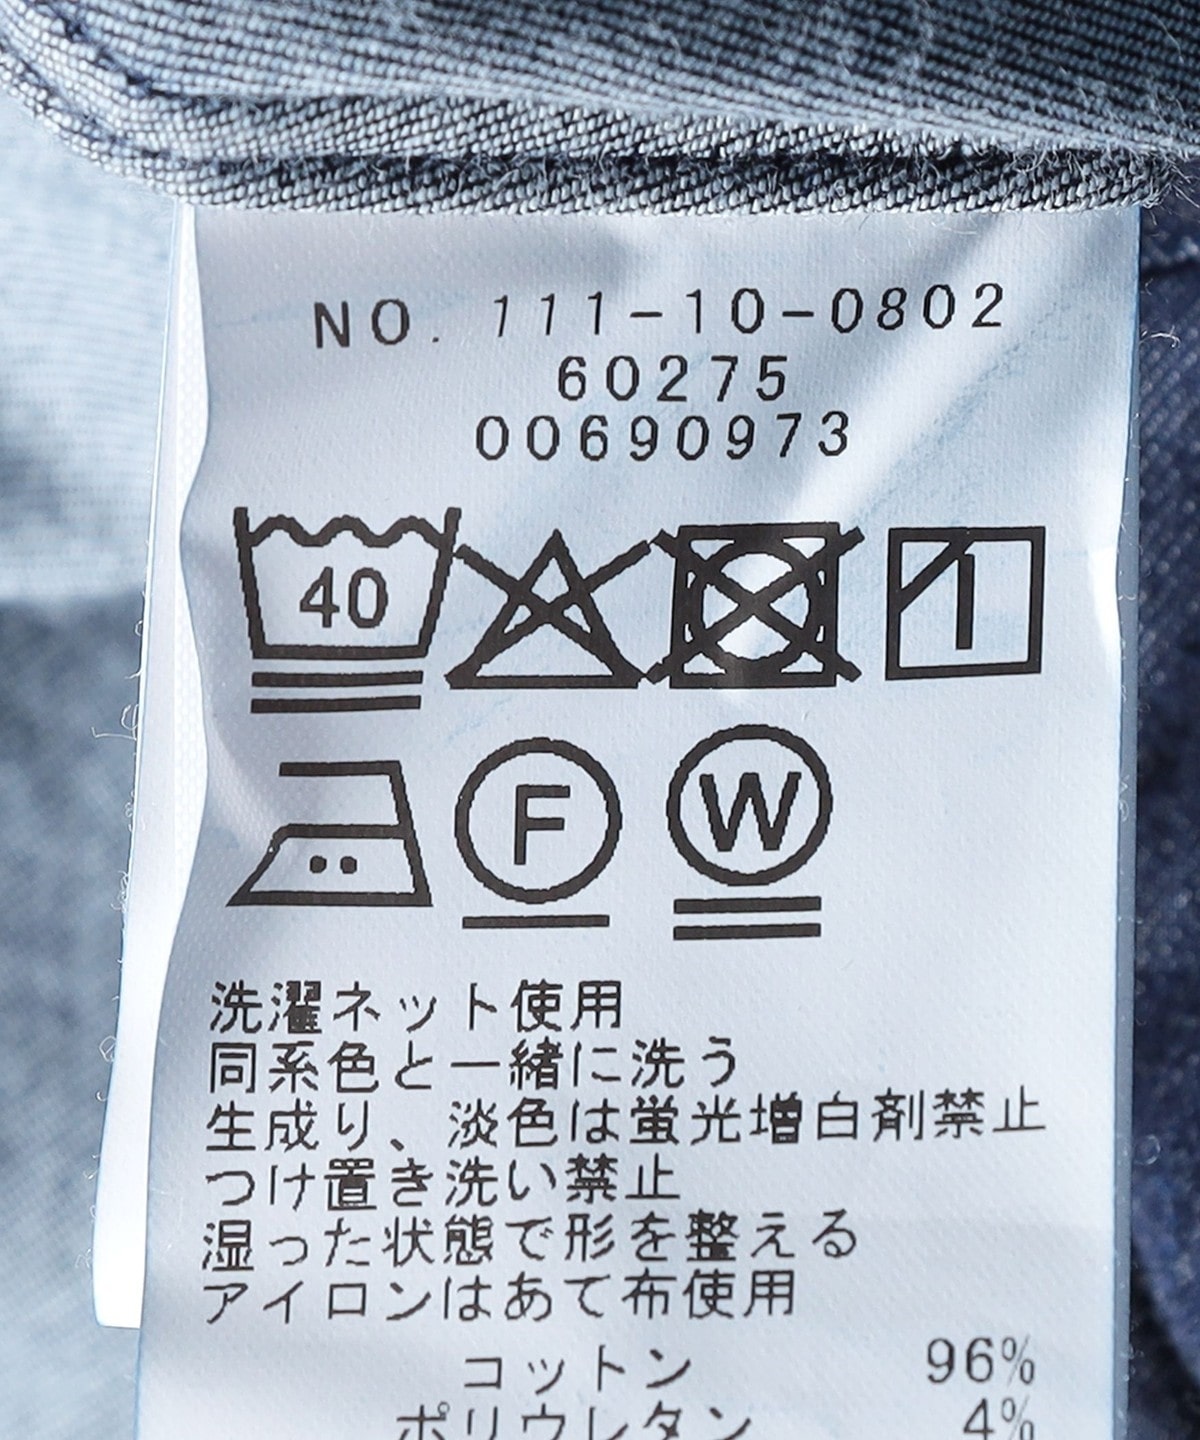 NO. 111-10-0802
60275
00690973
40
F W
洗濯ネット使用
同系色と一緒に洗う
生成り、淡色は蛍光増白剤禁止
つけ置き洗い禁止
湿った状態で形を整える
アイロンはあて布使用
コットン 96%
ポリウレタン 4%